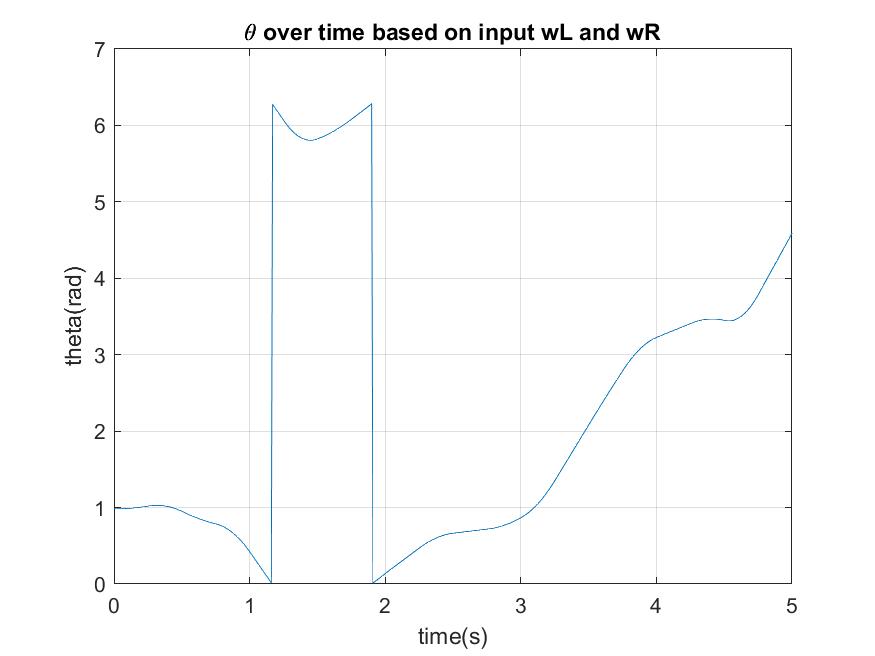 θ over time based on input wL and wR
7
6
5
4
3
2
1
0
theta(rad)
0 1 2 3 4 5
time(s)